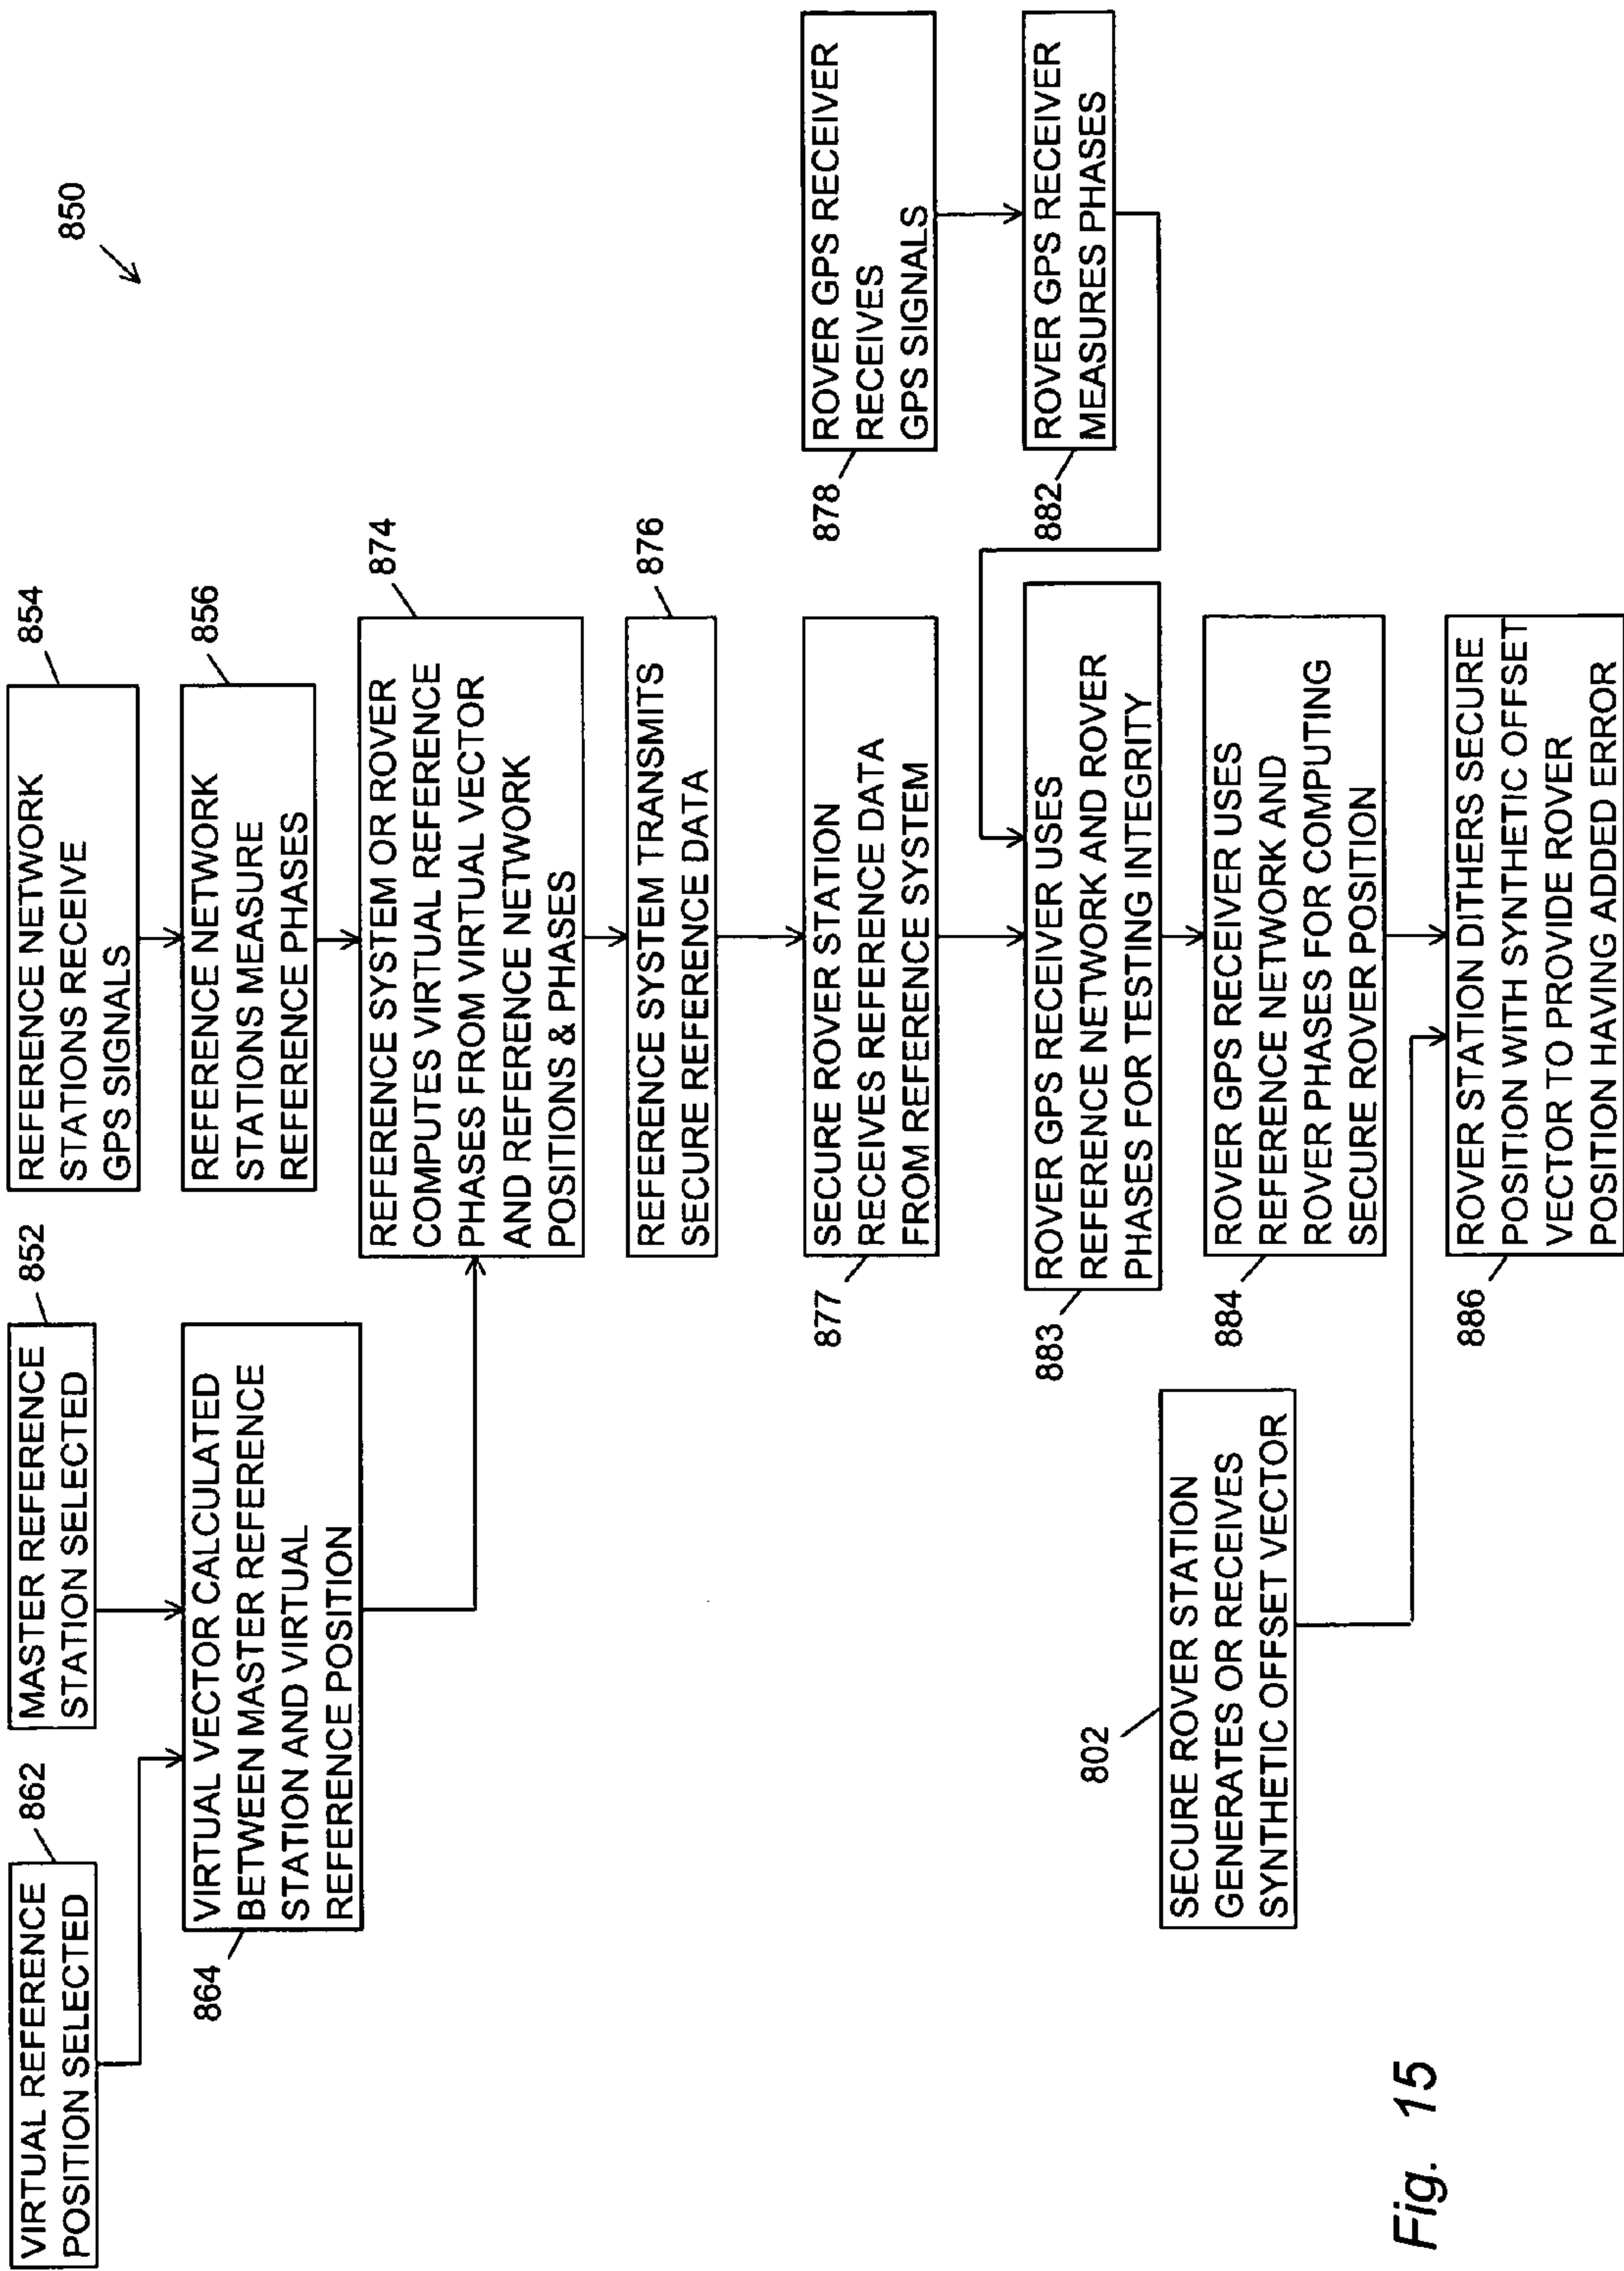 850
862
VIRTUAL REFERENCE
POSITION SELECTED
852
MASTER REFERENCE
STATION SELECTED
854
REFERENCE NETWORK
STATIONS RECEIVE
GPS SIGNALS
864
VIRTUAL VECTOR CALCULATED
BETWEEN MASTER REFERENCE
STATION AND VIRTUAL
REFERENCE POSITION
856
REFERENCE NETWORK
STATIONS MEASURE
REFERENCE PHASES
874
REFERENCE SYSTEM OR ROVER
COMPUTES VIRTUAL REFERENCE
PHASES FROM VIRTUAL VECTOR
AND REFERENCE NETWORK
POSITIONS & PHASES
876
REFERENCE SYSTEM TRANSMITS
SECURE REFERENCE DATA
877
SECURE ROVER STATION
RECEIVES REFERENCE DATA
FROM REFERENCE SYSTEM
878
ROVER GPS RECEIVER
RECEIVES
GPS SIGNALS
882
ROVER GPS RECEIVER
MEASURES PHASES
883
ROVER GPS RECEIVER USES
REFERENCE NETWORK AND ROVER
PHASES FOR TESTING INTEGRITY
802
SECURE ROVER STATION
GENERATES OR RECEIVES
SYNTHETIC OFFSET VECTOR
884
ROVER GPS RECEIVER USES
REFERENCE NETWORK AND
ROVER PHASES FOR COMPUTING
SECURE ROVER POSITION
886
ROVER STATION DITHERS SECURE
POSITION WITH SYNTHETIC OFFSET
VECTOR TO PROVIDE ROVER
POSITION HAVING ADDED ERROR
Fig. 15